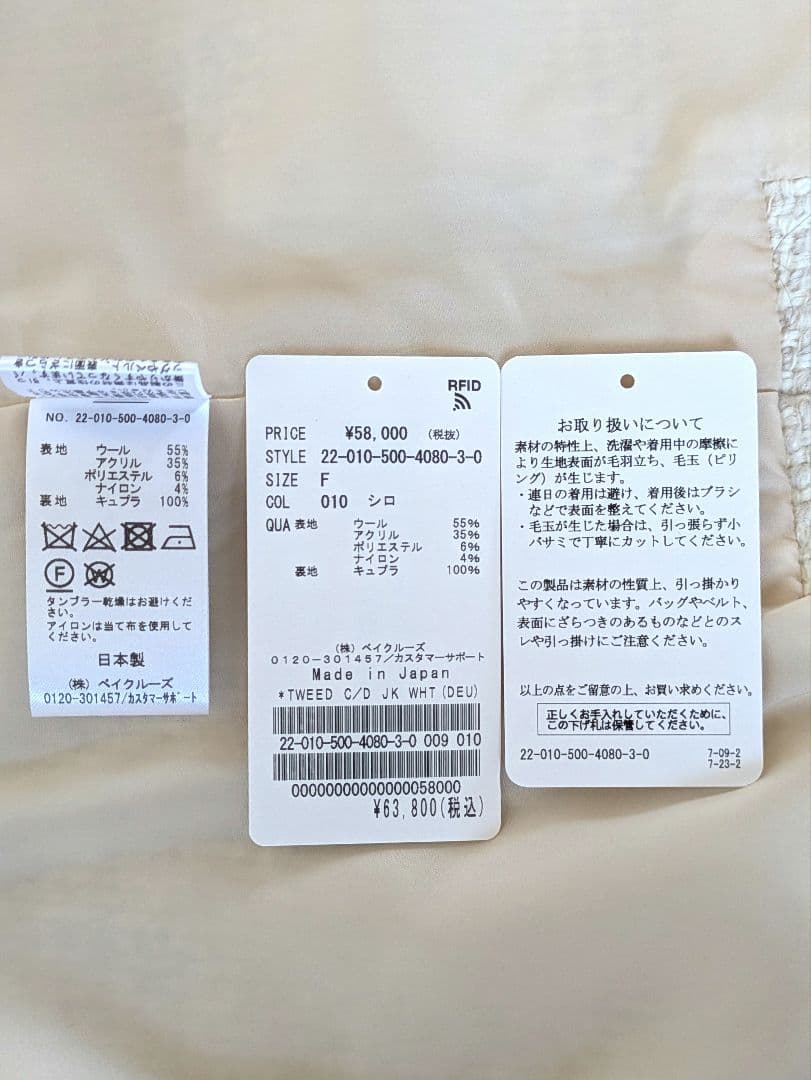 NO. 22-010-500-4080-3-0
表地 ウール 55%
アクリル 35%
ポリエステル 6%
ナイロン 4%
裏地 キュプラ 100%
F
W
タンブラー乾燥はお避けくだ
さい。
アイロンは当て布を使用して
ください。
日本製
(株) ベイクルーズ
0120-301457/カスタマーサポート
RFID
PRICE ¥58,000 (税抜)
STYLE 22-010-500-4080-3-0
SIZE F
COL 010 シロ
QUA 表地 ウール 55%
アクリル 35%
ポリエステル 6%
ナイロン 4%
裏地 キュプラ 100%
(株) ベイクルーズ
0120-301457/カスタマーサポート
Made in Japan
*TWEED C/D JK WHT(DEU)
22-010-500-4080-3-0 009 010
00000000000000058000
¥63,800(税込)
お取り扱いについて
素材の特性上、洗濯や着用中の摩擦に
より生地表面が毛羽立ち、毛玉(ピリ
ング)が生じます。
・連日の着用は避け、着用後はブラシ
などで表面を整えてください。
・毛玉が生じた場合は、引っ張らず小
バサミで丁寧にカットしてください。
この製品は素材の性質上、引っ掛かり
やすくなっています。バッグやベルト、
表面にざらつきのあるものなどとのス
レや引っ掛けにご注意ください。
以上の点をご留意の上、お買い求めください。
正しくお手入れしていただくために、
この下げ札は保管してください。
22-010-500-4080-3-0 7-09-2
7-23-2